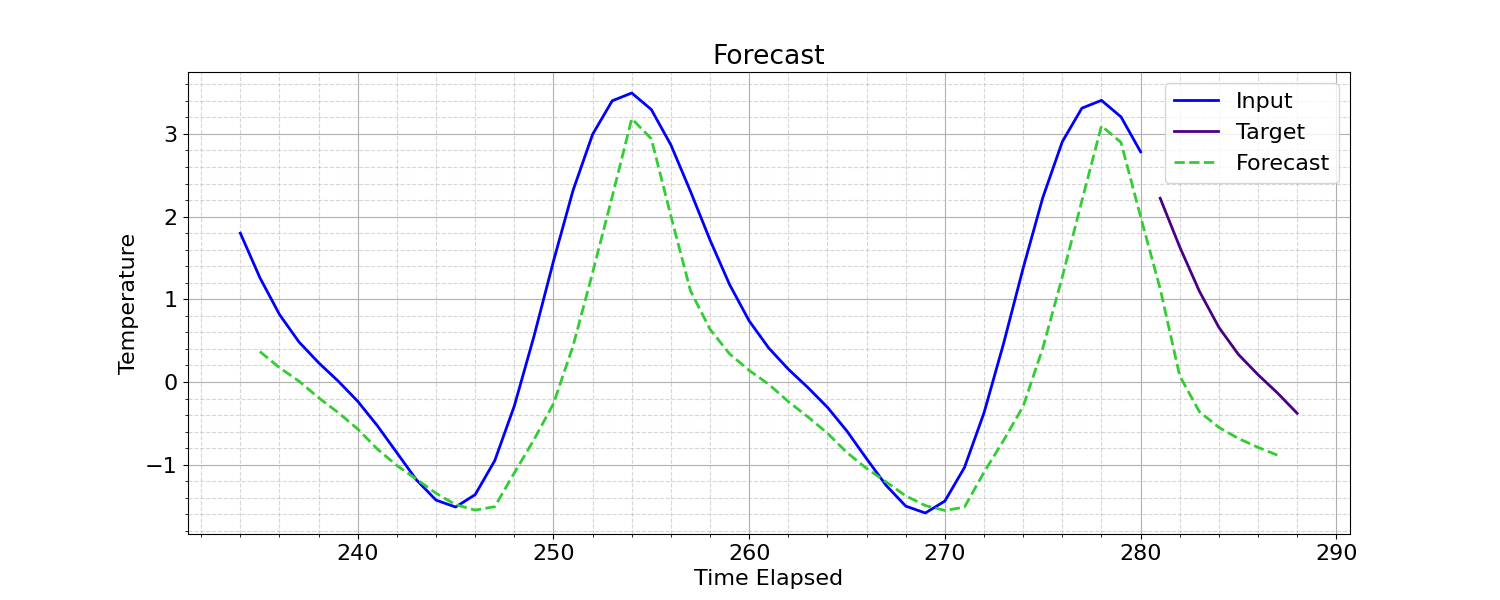 Forecast
Input
Target
Forecast
Temperature
3
2
1
0
−1
240 250 260 270 280 290
Time Elapsed